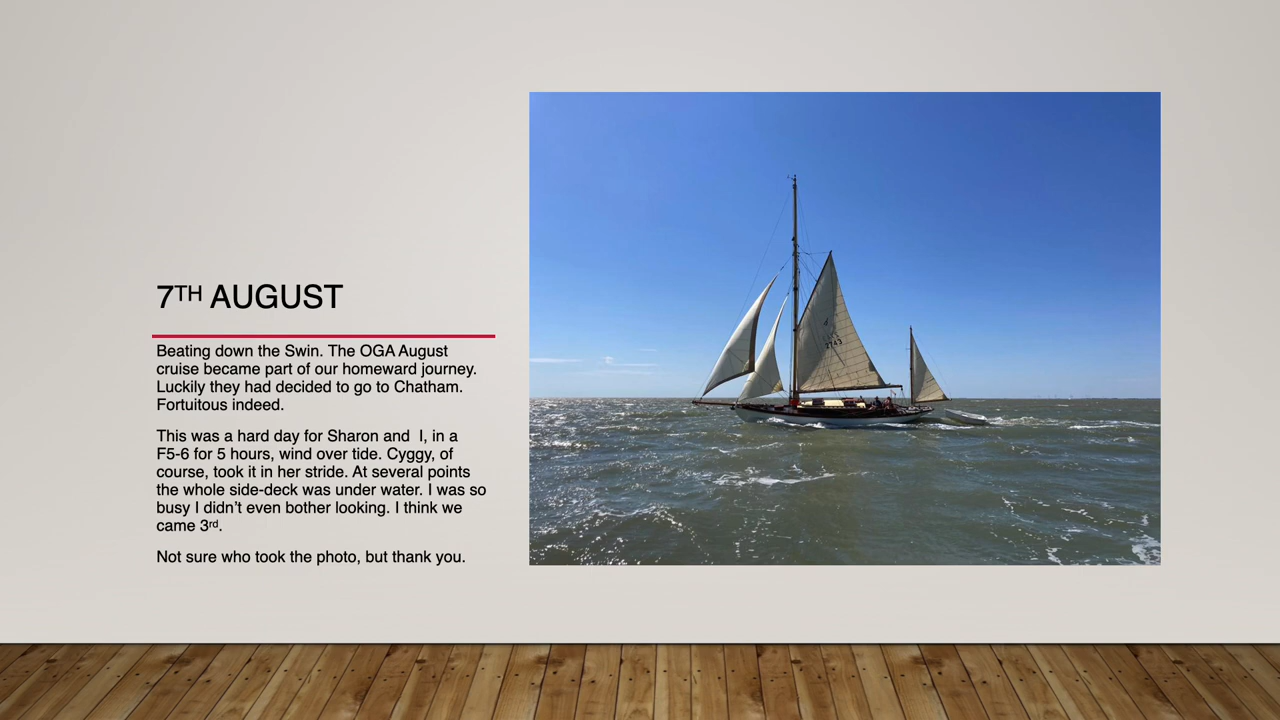 7TH AUGUST
Beating down the Swin. The OGA August
cruise became part of our homeward journey.
Luckily they had decided to go to Chatham.
Fortuitous indeed.
This was a hard day for Sharon and  I, in a
F5-6 for 5 hours, wind over tide. Cyggy, of
course, took it in her stride. At several points
the whole side-deck was under water. I was so
busy I didn’t even bother looking. I think we
came 3rd.
Not sure who took the photo, but thank you.